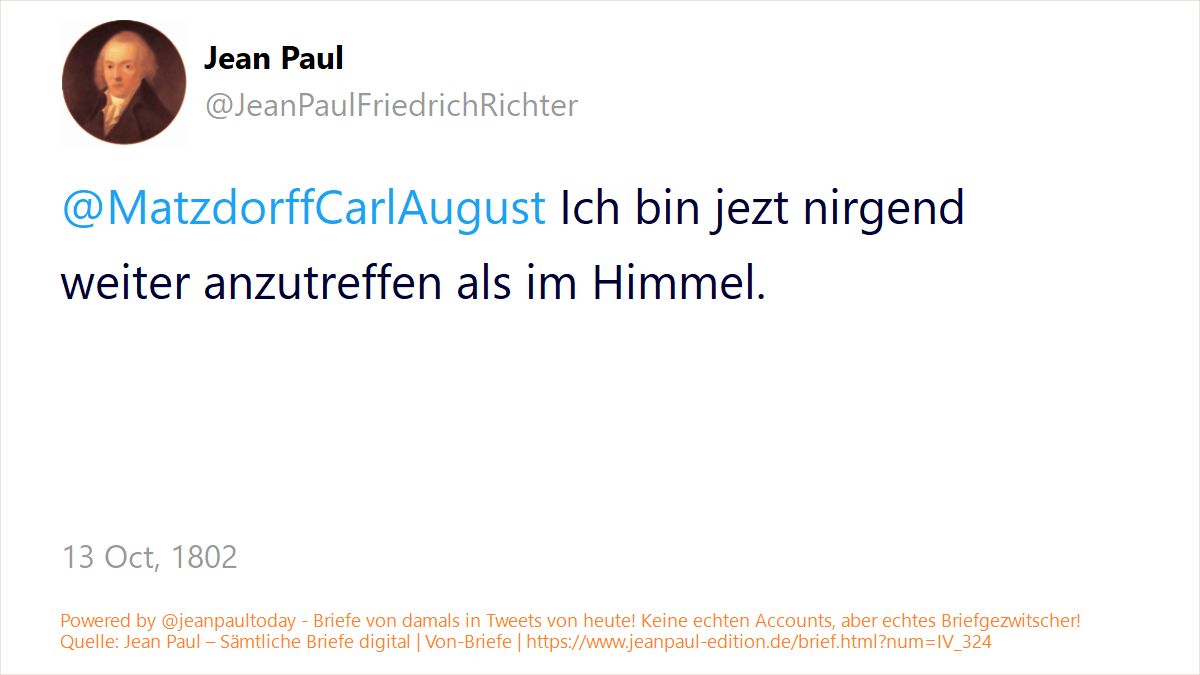 Jean Paul
@JeanPaulFriedrichRichter
@MatzdorffCarlAugust Ich bin jezt nirgend
weiter anzutreffen als im Himmel.
13 Oct, 1802
Powered by @jeanpaultoday - Briefe von damals in Tweets von heute! Keine echten Accounts, aber echtes Briefgezwitscher!
Quelle: Jean Paul – Sämtliche Briefe digital | Von-Briefe | https://www.jeanpaul-edition.de/brief.html?num=IV_324